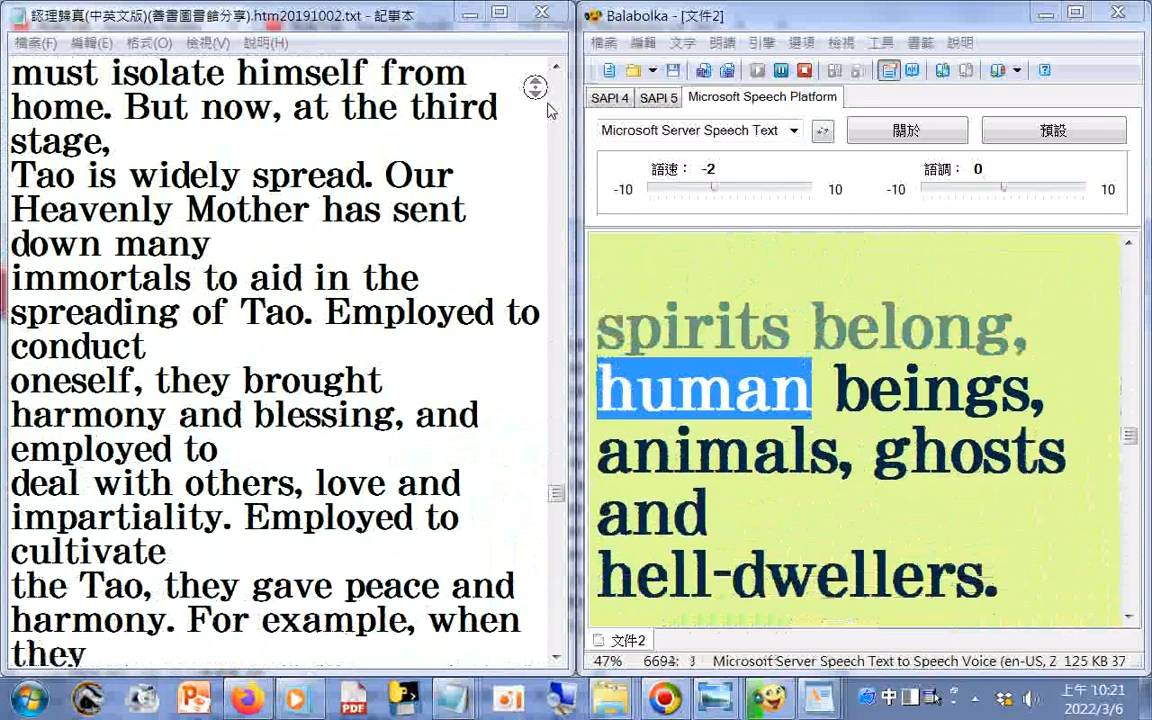 認理歸真(中英文版)(善書圖書館分享).htm20191002.txt - 記事本
檔案(F) 編輯(E) 格式(O) 檢視(V) 說明(H)
must isolate himself from
home. But now, at the third
stage,
Tao is widely spread. Our
Heavenly Mother has sent
down many
immortals to aid in the
spreading of Tao. Employed to
conduct
oneself, they brought
harmony and blessing, and
employed to
deal with others, love and
impartiality. Employed to
cultivate
the Tao, they gave peace and
harmony. For example, when
they
Balabolka - [文件2]
檔案 編輯 文字 朗讀 引擎 選項 檢視 工具 書籤 說明
SAPI 4 SAPI 5 Microsoft Speech Platform
Microsoft Server Speech Text 關於 預設
語速： -2 語調： 0
-10 10 -10 10
spirits belong,
human beings,
animals, ghosts
and
hell-dwellers.
文件2
47% 6694: Microsoft Server Speech Text to Speech Voice (en-US, Z 125 KB 37
PDF 中 上午 10:21
2022/3/6